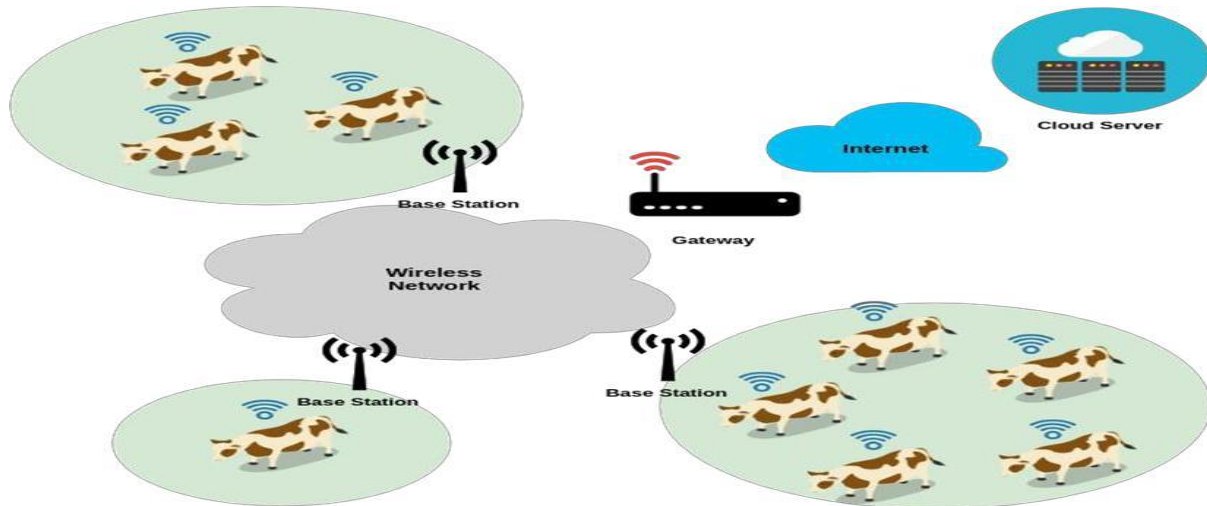 Cloud Server
Internet
Base Station
Gateway
Wireless
Network
Base Station
Base Station